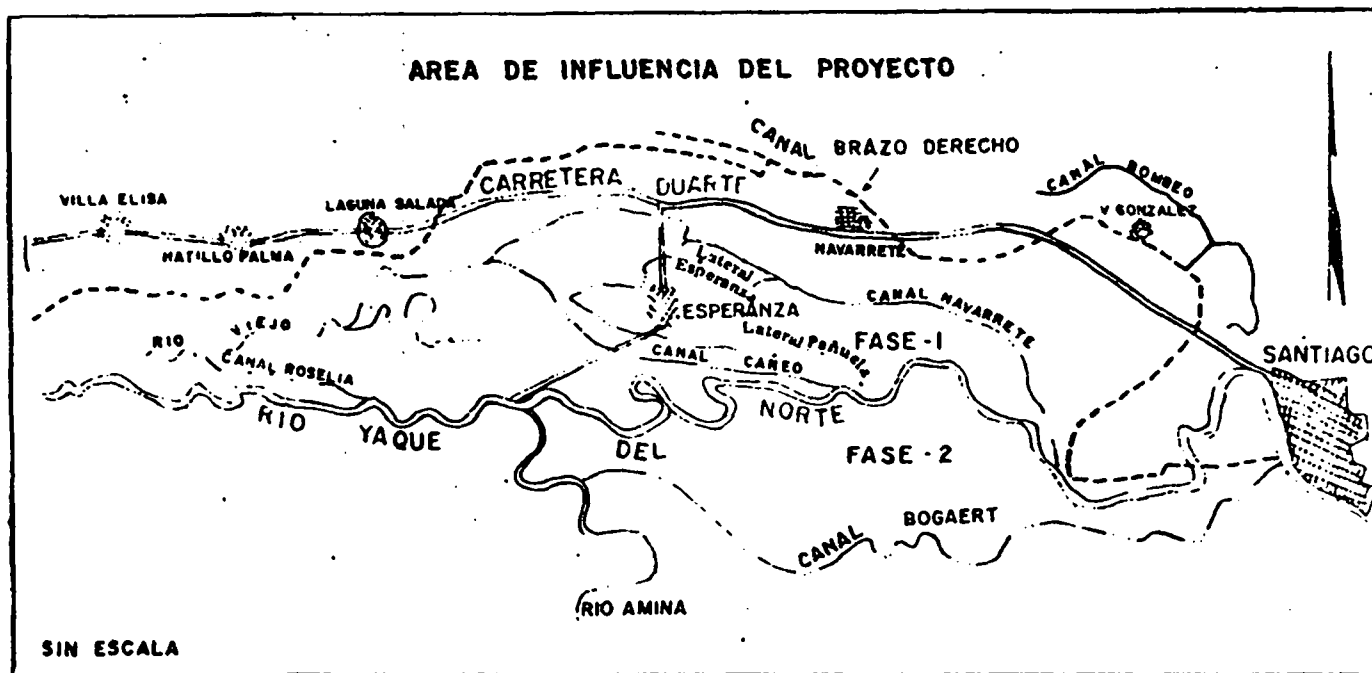 AREA DE INFLUENCIA DEL PROYECTO
CANAL BRAZO DERECHO
CANAL BOMBEO
V GONZALEZ
CARRETERA DUARTE
VILLA ELISA
LAGUNA SALADA
HATILLO PALMA
NAVARRETE
Lateral
Esperanza
CANAL NAVARRETE
ESPERANZA
Lateral Pañuela
FASE-1
CANAL CAÑEO
SANTIAGO
RIO VIEJO
CANAL ROSELIA
RIO YAQUE DEL NORTE
FASE-2
CANAL BOGAERT
RIO AMINA
SIN ESCALA